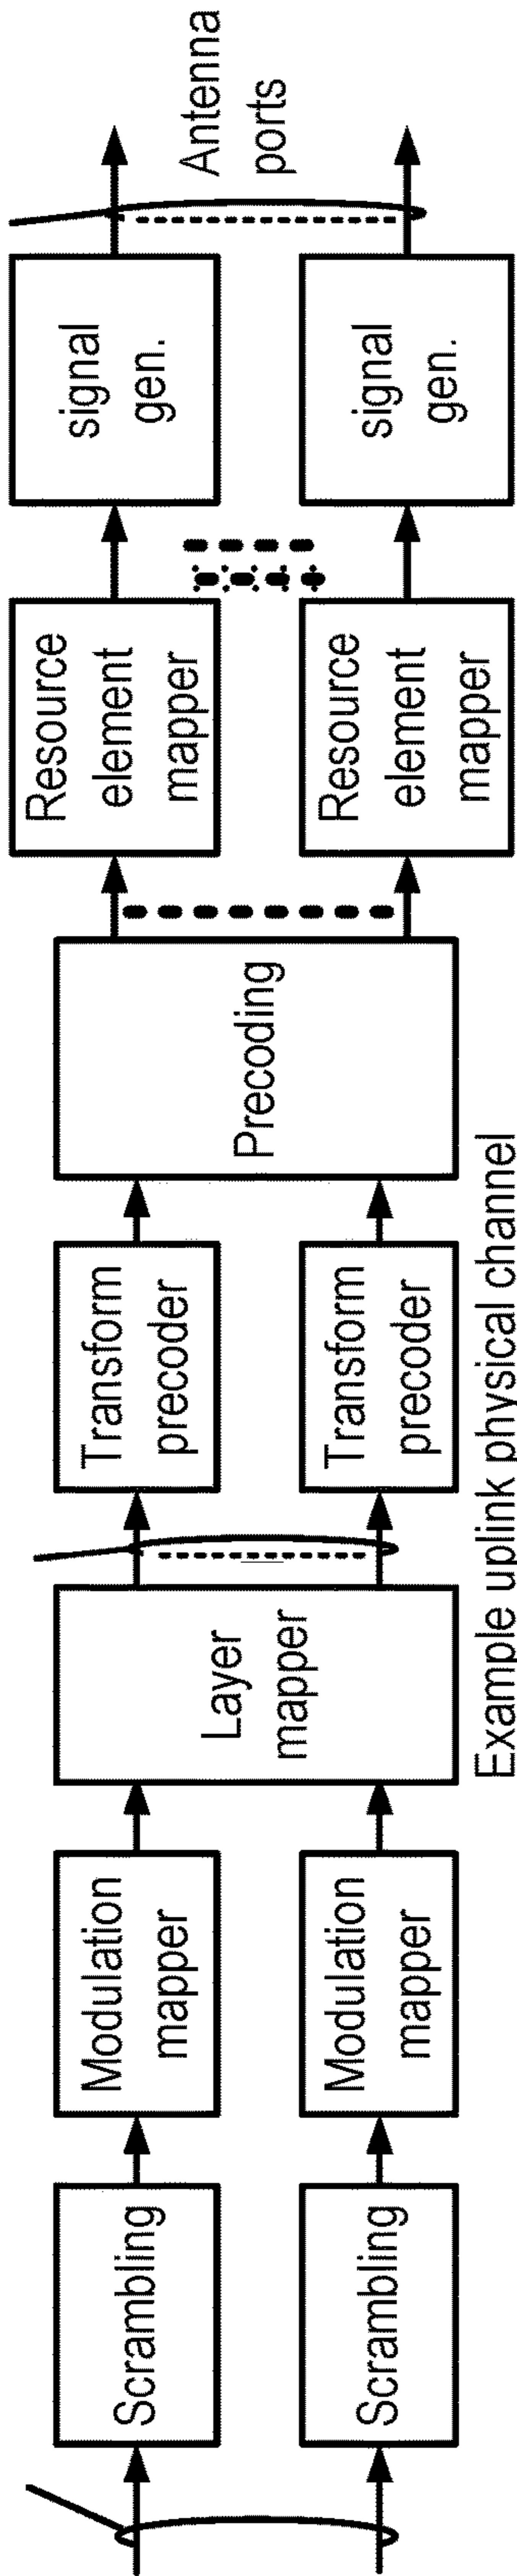 Scrambling
Scrambling
Modulation
mapper
Modulation
mapper
Layer
mapper
Transform
precoder
Transform
precoder
Precoding
Resource
element
mapper
Resource
element
mapper
signal
gen.
signal
gen.
Antenna
ports
Example uplink physical channel